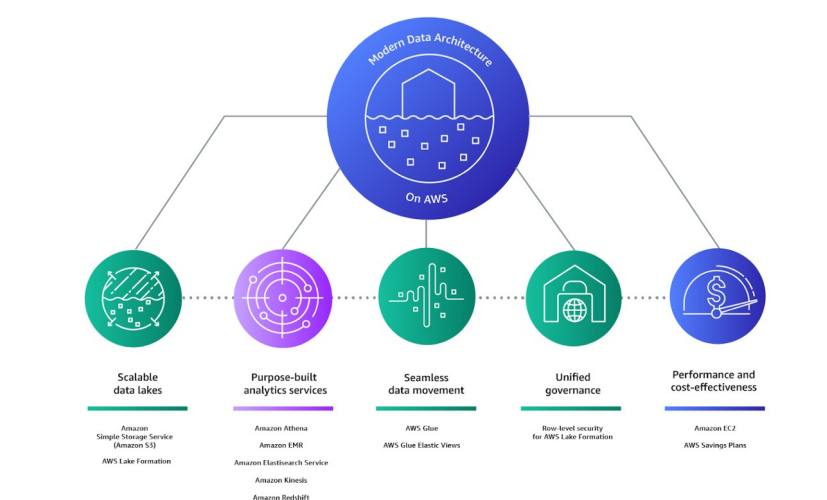 Modern Data Architecture
On AWS
Scalable
data lakes
Purpose-built
analytics services
Seamless
data movement
Unified
governance
Performance and
cost-effectiveness
Amazon
Simple Storage Service
(Amazon S3)
AWS Lake Formation
Amazon Athena
Amazon EMR
Amazon Elastisearch Service
Amazon Kinesis
Amazon Redshift
AWS Glue
AWS Glue Elastic Views
Row-level security
for AWS Lake Formation
Amazon EC2
AWS Savings Plans